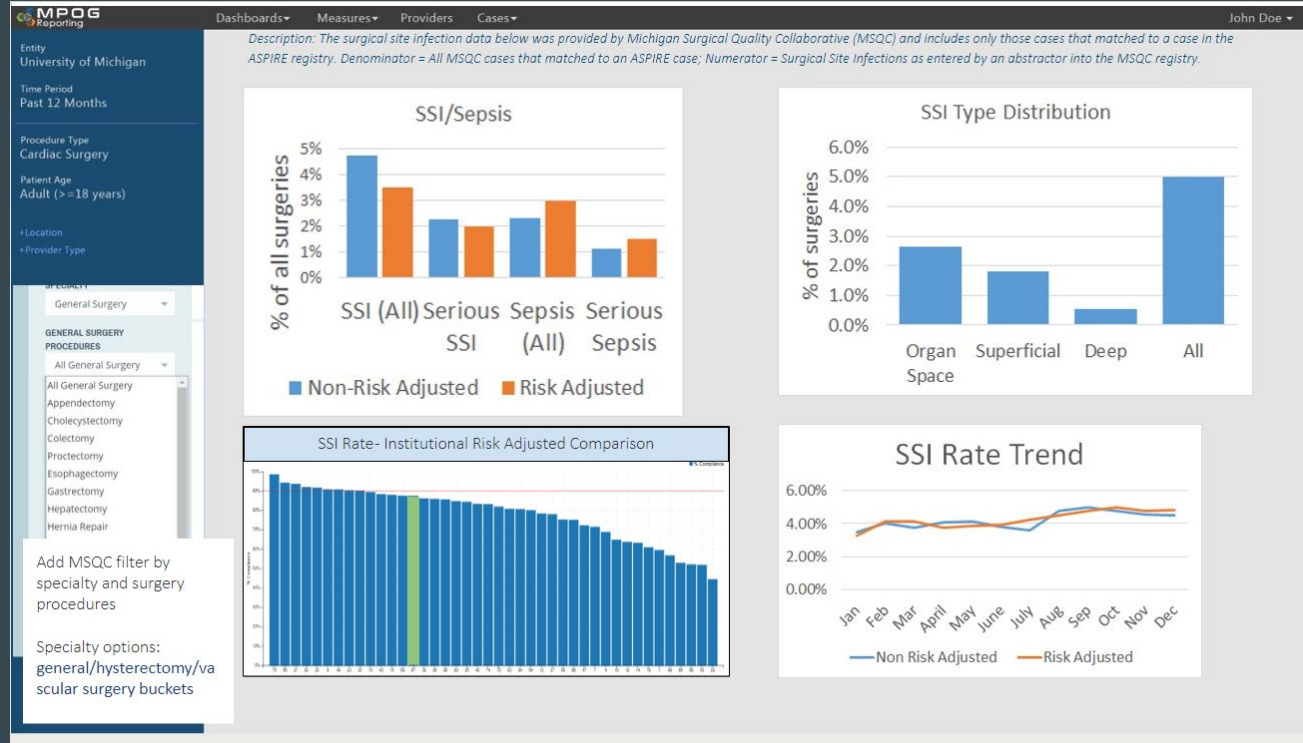 MPOG
Reporting
Dashboards Measures Providers Cases John Doe
Entity
University of Michigan
Time Period
Past 12 Months
Procedure Type
Cardiac Surgery
Patient Age
Adult (>=18 years)
+Location
+Provider Type
SPECIALTY
General Surgery
GENERAL SURGERY
PROCEDURES
All General Surgery
All General Surgery
Appendectomy
Cholecystectomy
Colectomy
Proctectomy
Esophagectomy
Gastrectomy
Hepatectomy
Hernia Repair
Add MSQC filter by
specialty and surgery
procedures
Specialty options:
general/hysterectomy/va
scular surgery buckets
Description: The surgical site infection data below was provided by Michigan Surgical Quality Collaborative (MSQC) and includes only those cases that matched to a case in the
ASPIRE registry. Denominator = All MSQC cases that matched to an ASPIRE case; Numerator = Surgical Site Infections as entered by an abstractor into the MSQC registry.
SSI/Sepsis
% of all surgeries
5%
4%
3%
2%
1%
0%
SSI (All) Serious Sepsis Serious
SSI (All) Sepsis
Non-Risk Adjusted Risk Adjusted
SSI Type Distribution
% of surgeries
6.0%
5.0%
4.0%
3.0%
2.0%
1.0%
0.0%
Organ Superficial Deep All
Space
SSI Rate- Institutional Risk Adjusted Comparison
% Compliance
% Compliance
100%
SSI Rate Trend
6.00%
4.00%
2.00%
0.00%
Jan Feb Mar April May June July Aug Sep Oct Nov Dec
Non Risk Adjusted Risk Adjusted